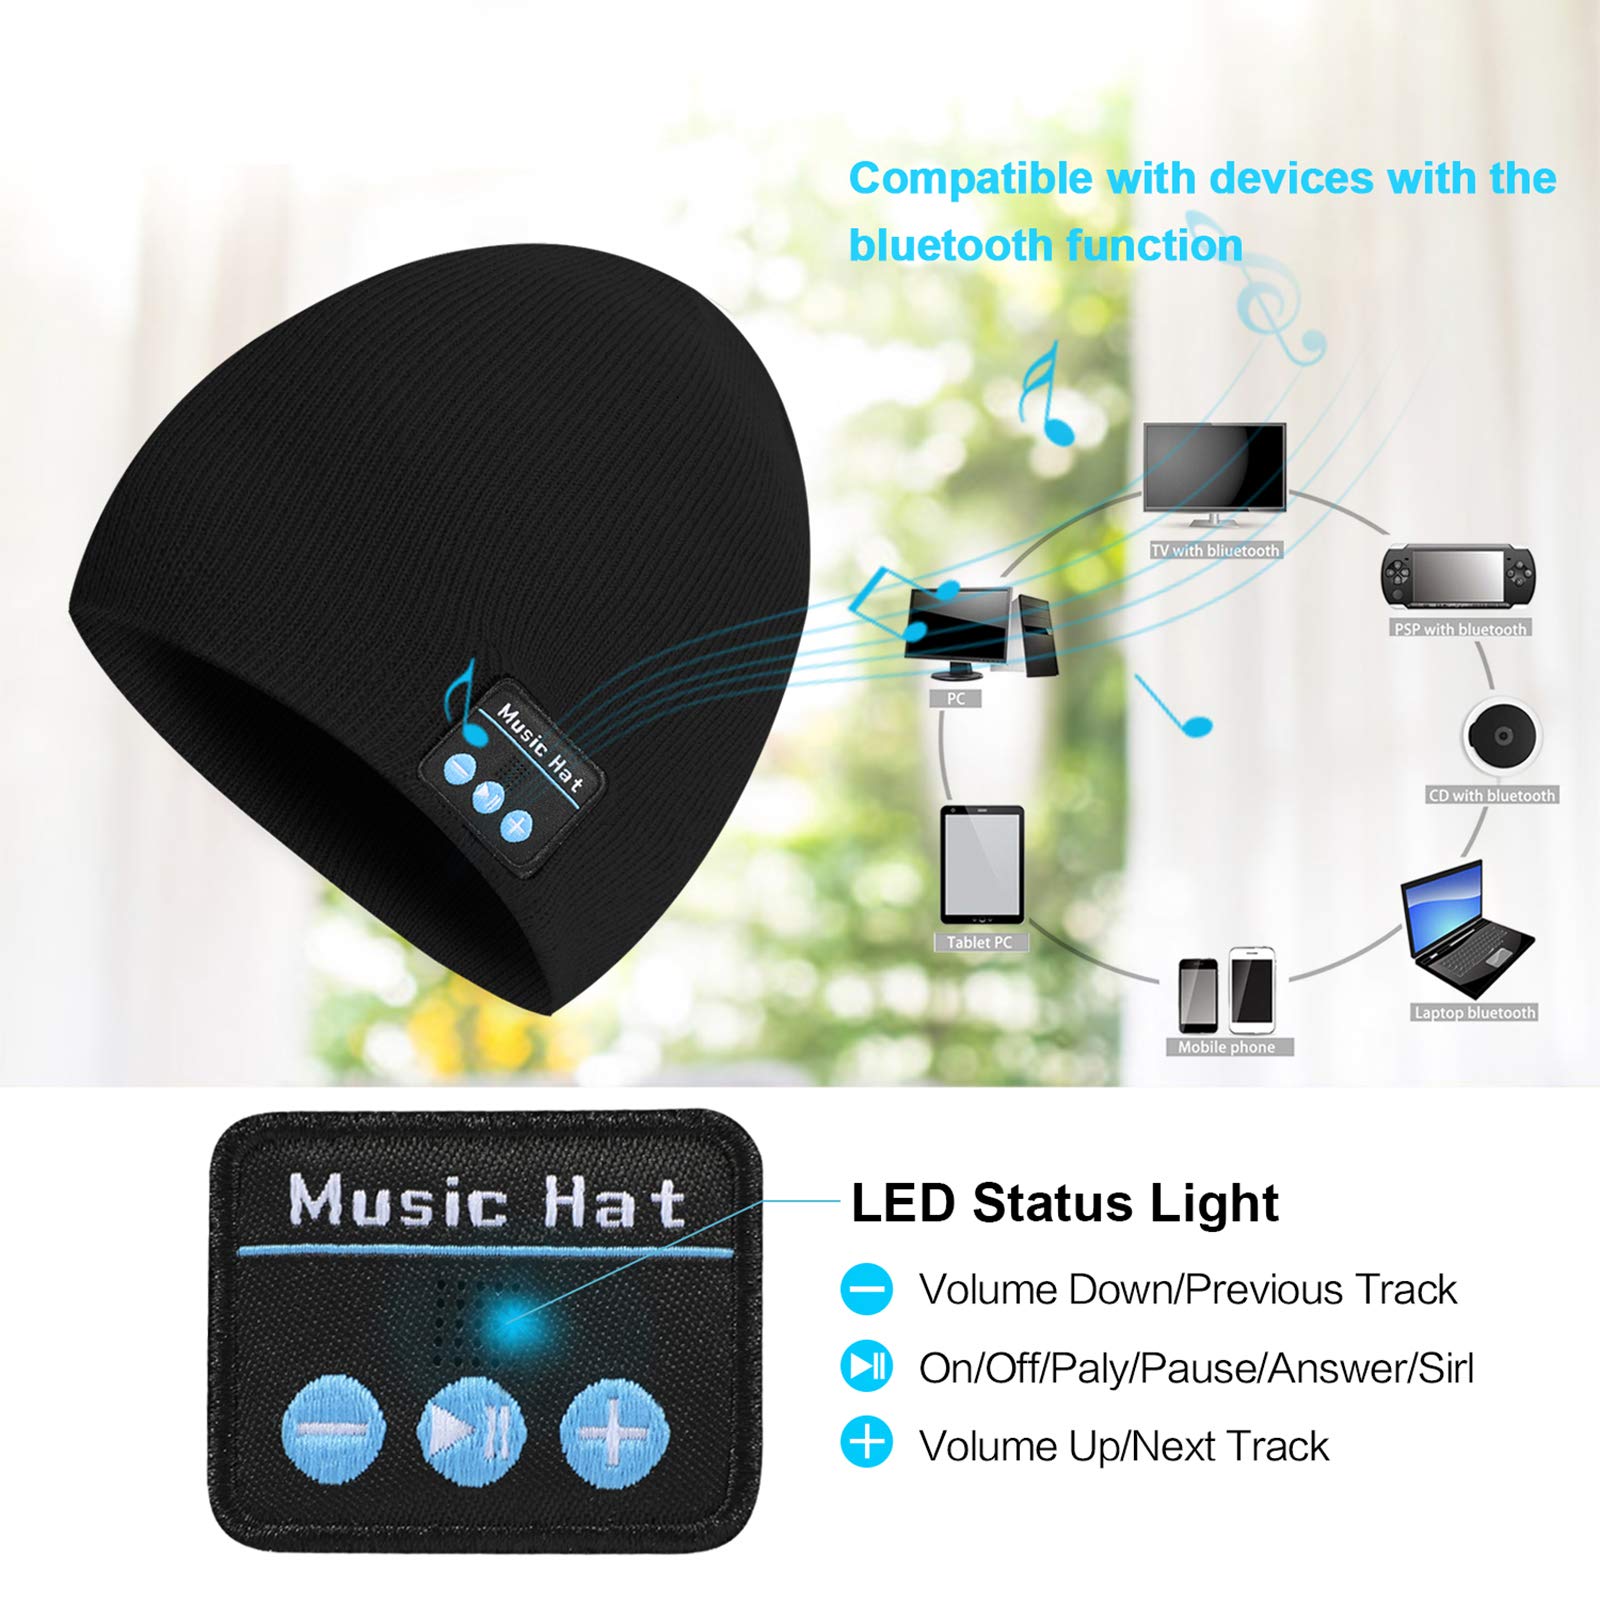 Compatible with devices with the
bluetooth function
TV with bliuetooth
PSP with bluetooth
PC
CD with bluetooth
Tablet PC
Laptop bluetooth
Mobile phone
Music Hat
Music Hat
LED Status Light
Volume Down/Previous Track
On/Off/Paly/Pause/Answer/Sirl
Volume Up/Next Track